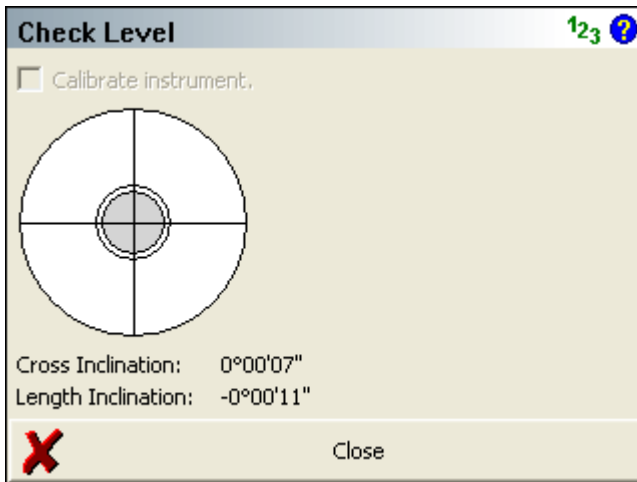 Check Level
123 ?
Calibrate instrument.
Cross Inclination: 0°00'07"
Length Inclination: -0°00'11"
Close